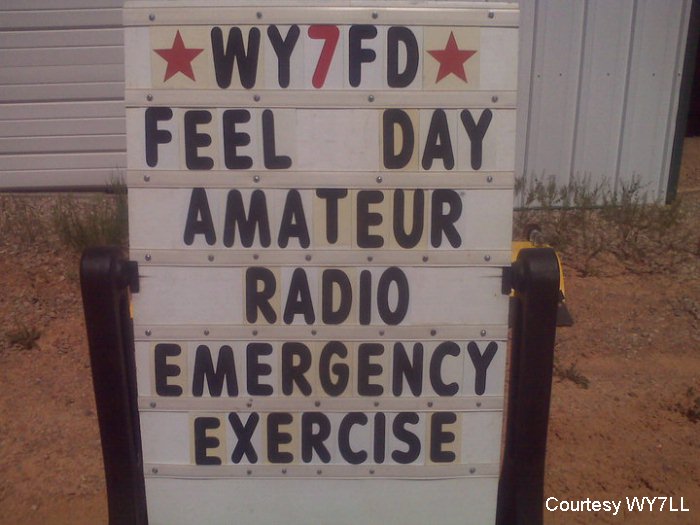 ★ WY7FD ★
FEEL DAY
AMATEUR
RADIO
EMERGENCY
EXERCISE
Courtesy WY7LL